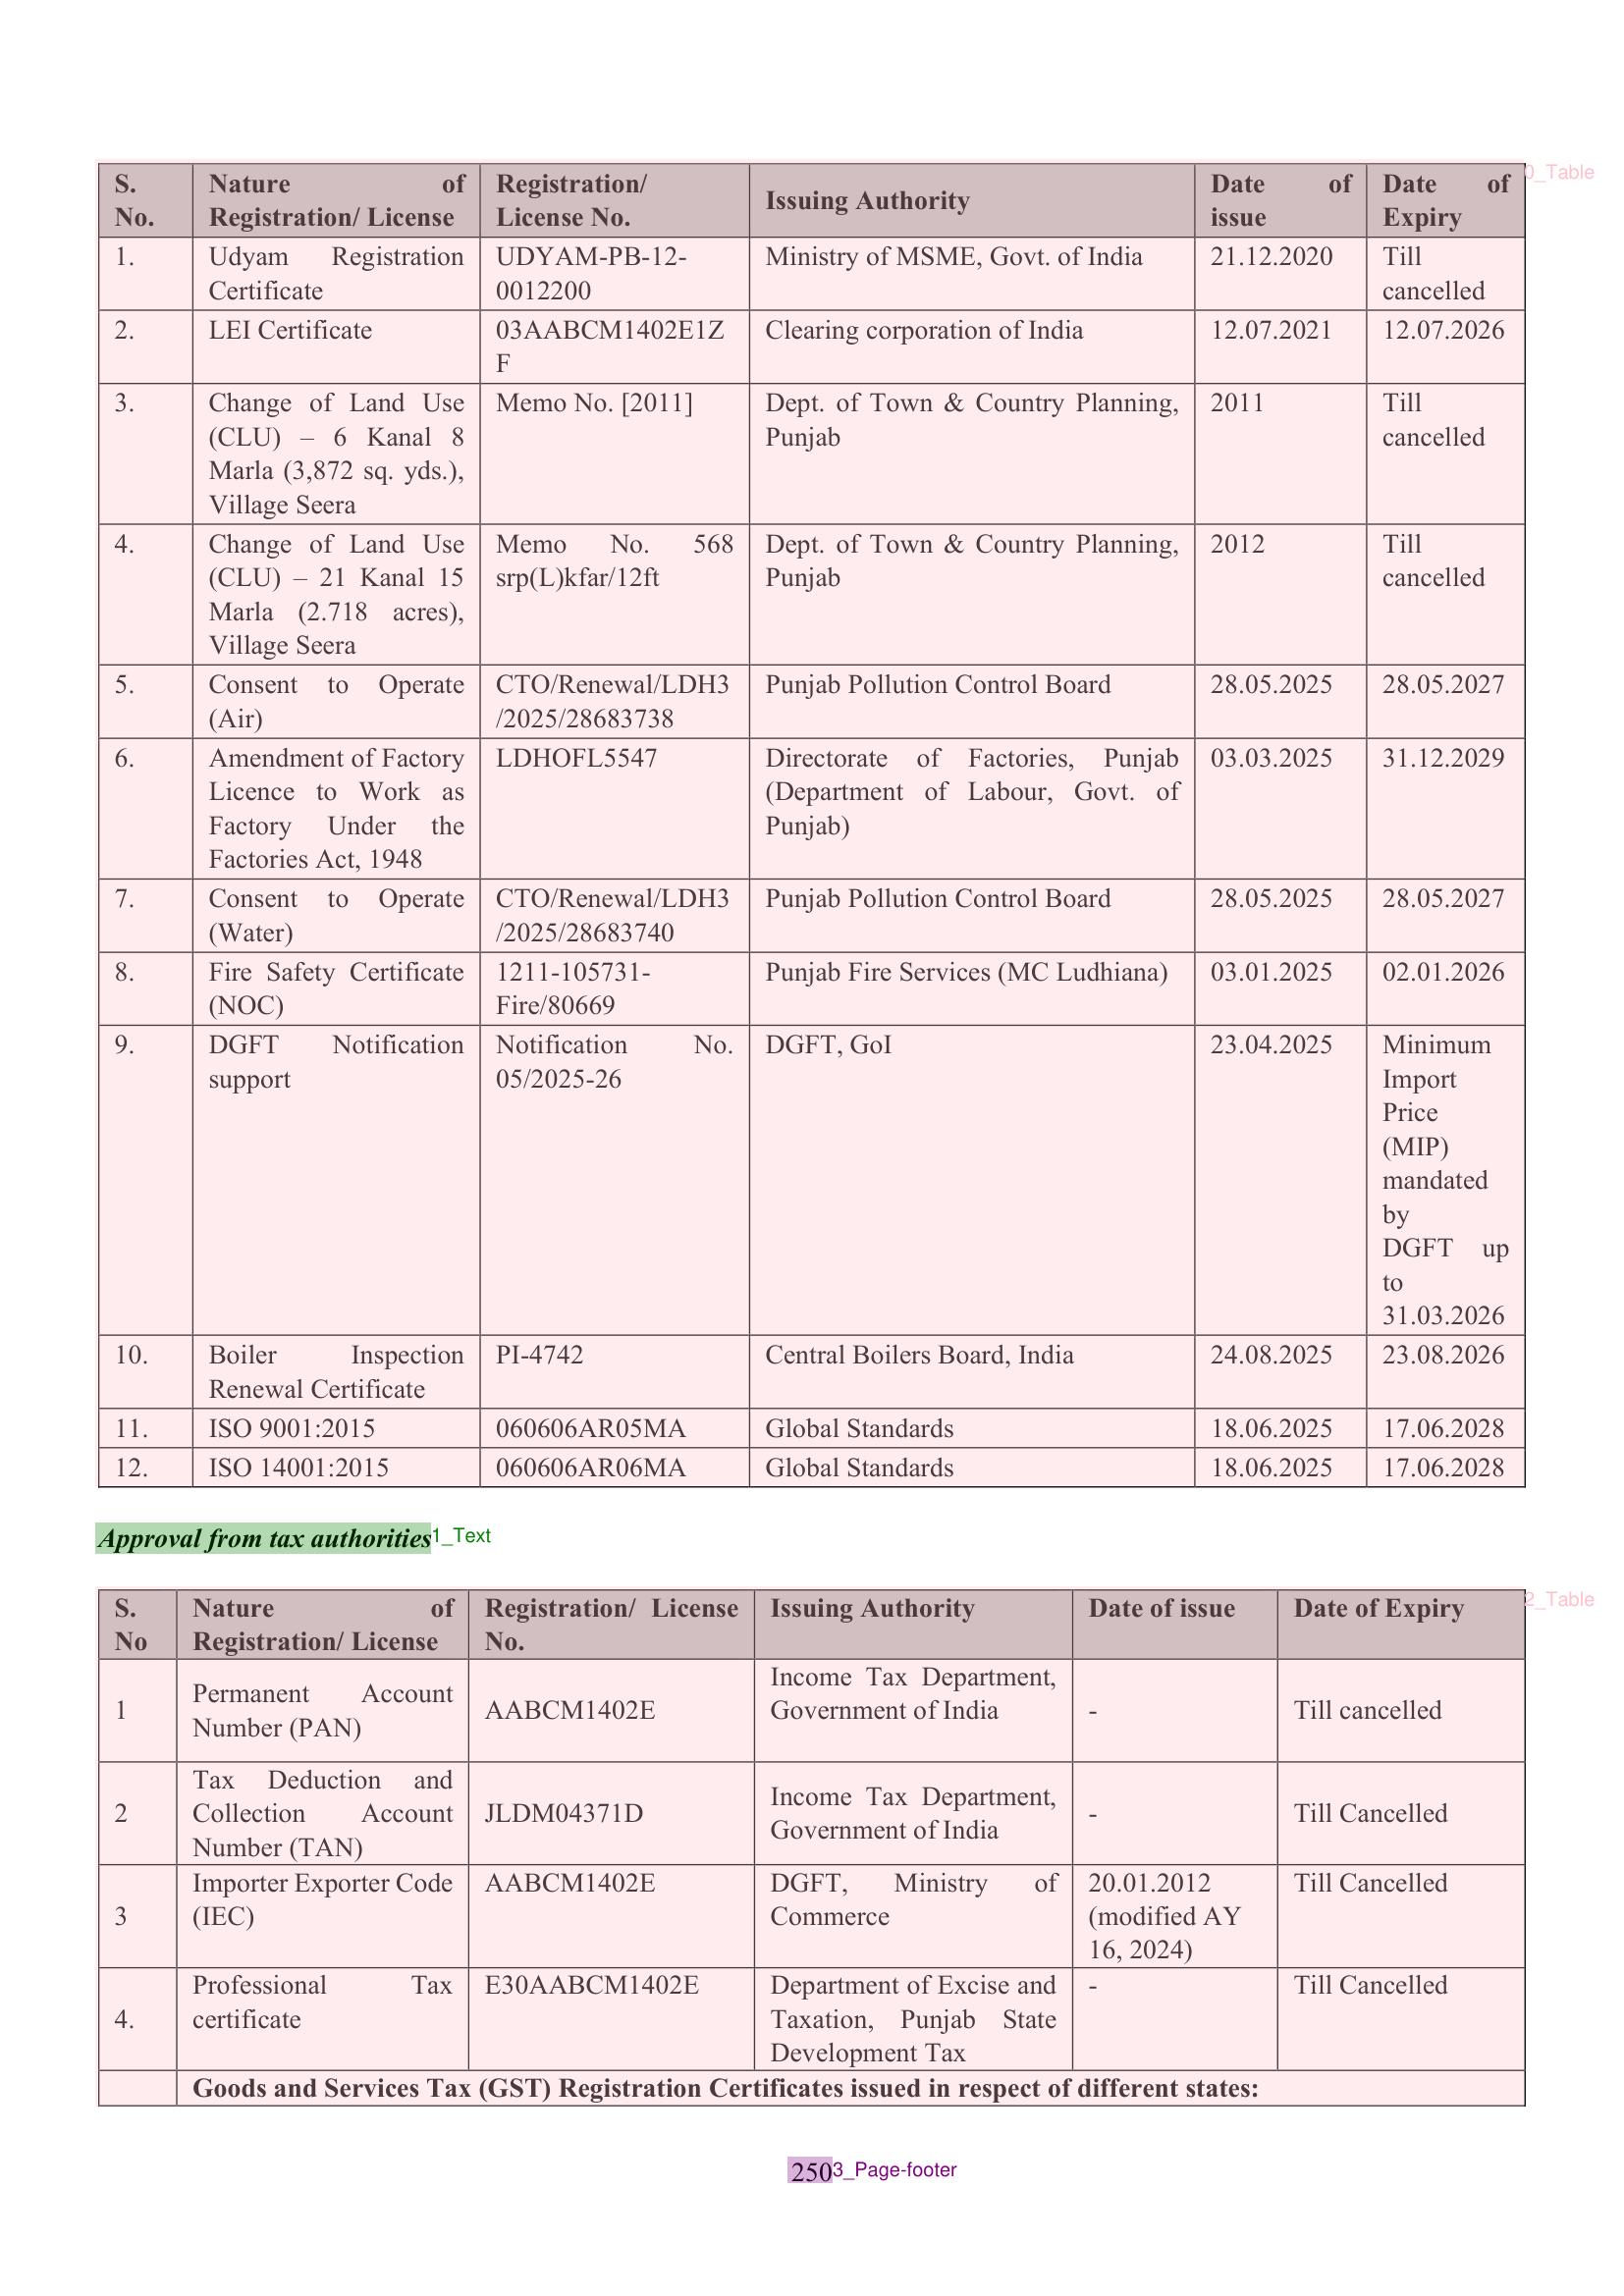 S. No. Nature of Registration/ License Registration/ License No. Issuing Authority Date of issue Date of Expiry
0_Table
1. Udyam Registration Certificate UDYAM-PB-12-0012200 Ministry of MSME, Govt. of India 21.12.2020 Till cancelled
2. LEI Certificate 03AABCM1402E1ZF Clearing corporation of India 12.07.2021 12.07.2026
3. Change of Land Use (CLU) – 6 Kanal 8 Marla (3,872 sq. yds.), Village Seera Memo No. [2011] Dept. of Town & Country Planning, Punjab 2011 Till cancelled
4. Change of Land Use (CLU) – 21 Kanal 15 Marla (2.718 acres), Village Seera Memo No. 568 srp(L)kfar/12ft Dept. of Town & Country Planning, Punjab 2012 Till cancelled
5. Consent to Operate (Air) CTO/Renewal/LDH3/2025/28683738 Punjab Pollution Control Board 28.05.2025 28.05.2027
6. Amendment of Factory Licence to Work as Factory Under the Factories Act, 1948 LDHOFL5547 Directorate of Factories, Punjab (Department of Labour, Govt. of Punjab) 03.03.2025 31.12.2029
7. Consent to Operate (Water) CTO/Renewal/LDH3/2025/28683740 Punjab Pollution Control Board 28.05.2025 28.05.2027
8. Fire Safety Certificate (NOC) 1211-105731-Fire/80669 Punjab Fire Services (MC Ludhiana) 03.01.2025 02.01.2026
9. DGFT Notification support Notification No. 05/2025-26 DGFT, GoI 23.04.2025 Minimum Import Price (MIP) mandated by DGFT up to 31.03.2026
10. Boiler Inspection Renewal Certificate PI-4742 Central Boilers Board, India 24.08.2025 23.08.2026
11. ISO 9001:2015 060606AR05MA Global Standards 18.06.2025 17.06.2028
12. ISO 14001:2015 060606AR06MA Global Standards 18.06.2025 17.06.2028
Approval from tax authorities
1_Text
S. No Nature of Registration/ License Registration/ License No. Issuing Authority Date of issue Date of Expiry
2_Table
1 Permanent Account Number (PAN) AABCM1402E Income Tax Department, Government of India - Till cancelled
2 Tax Deduction and Collection Account Number (TAN) JLDM04371D Income Tax Department, Government of India - Till Cancelled
3 Importer Exporter Code (IEC) AABCM1402E DGFT, Ministry of Commerce 20.01.2012 (modified AY 16, 2024) Till Cancelled
4. Professional Tax certificate E30AABCM1402E Department of Excise and Taxation, Punjab State Development Tax - Till Cancelled
Goods and Services Tax (GST) Registration Certificates issued in respect of different states:
250
3_Page-footer